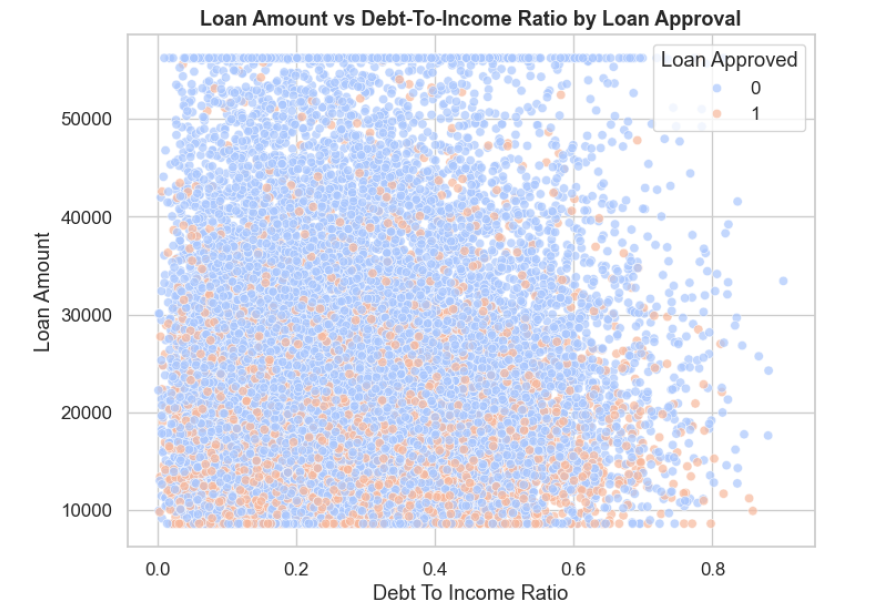 Loan Amount vs Debt-To-Income Ratio by Loan Approval
Loan Approved
0
1
50000
40000
30000
20000
10000
Loan Amount
0.0 0.2 0.4 0.6 0.8
Debt To Income Ratio